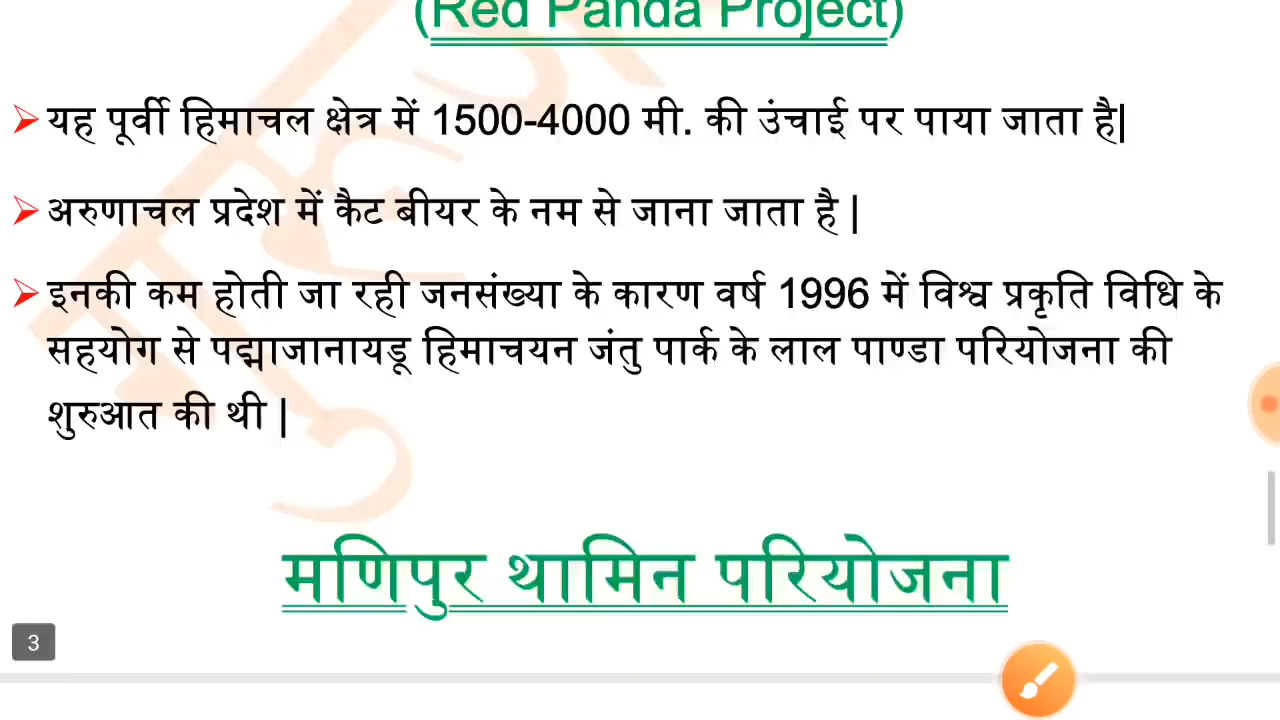 (Red Panda Project)
➤ यह पूर्वी हिमाचल क्षेत्र में 1500-4000 मी. की उंचाई पर पाया जाता है|
➤ अरुणाचल प्रदेश में कैट बीयर के नम से जाना जाता है |
➤ इनकी कम होती जा रही जनसंख्या के कारण वर्ष 1996 में विश्व प्रकृति विधि के
सहयोग से पद्माजानायडू हिमाचयन जंतु पार्क के लाल पाण्डा परियोजना की
शुरुआत की थी |
मणिपुर थामिन परियोजना
3